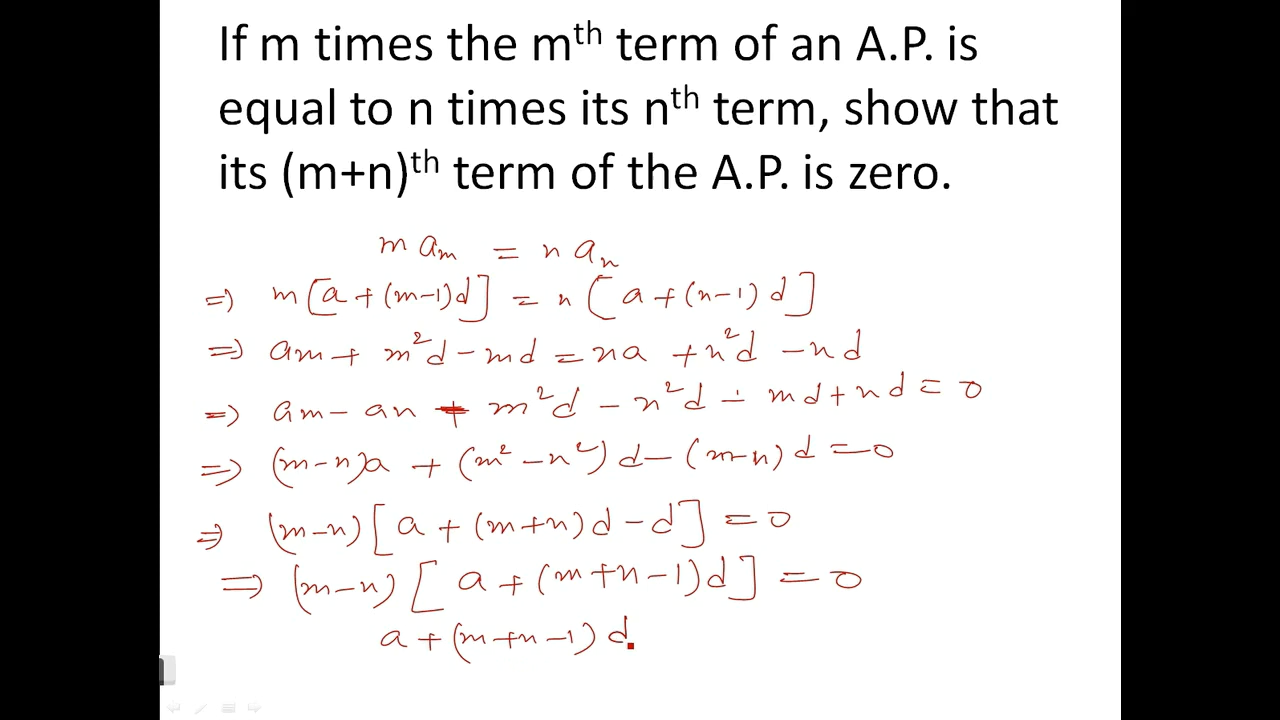 If m times the mᵗʰ term of an A.P. is
equal to n times its nᵗʰ term, show that
its (m+n)ᵗʰ term of the A.P. is zero.
m aₘ = n aₙ
⇒ m[a + (m-1)d] = n[a + (n-1)d]
⇒ am + m²d - md = na + n²d - nd
⇒ am - an + m²d - n²d - md + nd = 0
⇒ (m-n)a + (m² - n²)d - (m-n)d = 0
⇒ (m-n)[a + (m+n)d - d] = 0
⇒ (m-n)[a + (m+n-1)d] = 0
a + (m+n-1)d